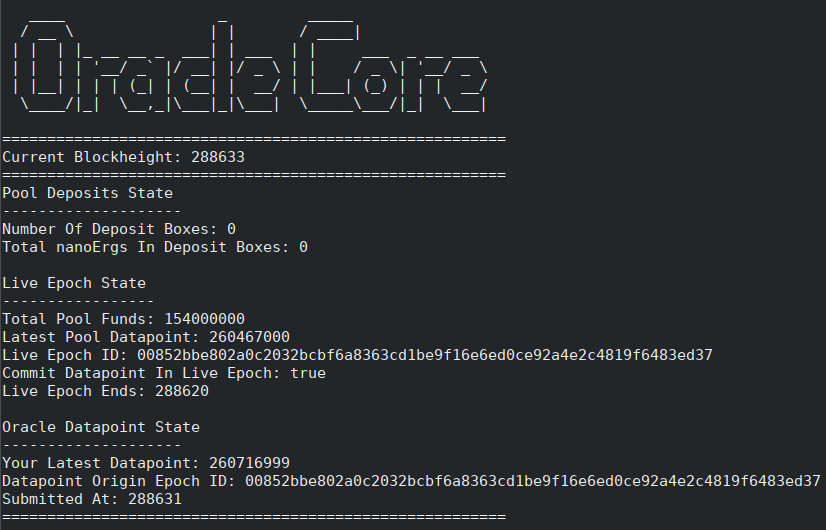 Oracle Core
======================================================== 
Current Blockheight: 288633
========================================================
Pool Deposits State
--------------------
Number Of Deposit Boxes: 0
Total nanoErgs In Deposit Boxes: 0
Live Epoch State
-----------------
Total Pool Funds: 154000000
Latest Pool Datapoint: 260467000
Live Epoch ID: 00852bbe802a0c2032bcbf6a8363cd1be9f16e6ed0ce92a4e2c4819f6483ed37
Commit Datapoint In Live Epoch: true
Live Epoch Ends: 288620
Oracle Datapoint State
--------------------
Your Latest Datapoint: 260716999
Datapoint Origin Epoch ID: 00852bbe802a0c2032bcbf6a8363cd1be9f16e6ed0ce92a4e2c4819f6483ed37
Submitted At: 288631
========================================================